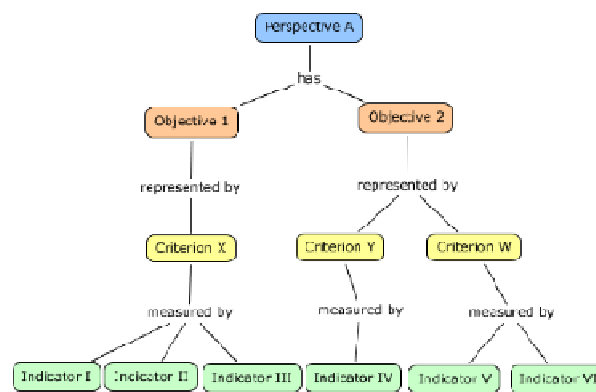 Perspective A
has
Objective 1
Objective 2
represented by
represented by
Criterion X
Criterion Y
Criterion W
measured by
measured by
measured by
Indicator I
Indicator II
Indicator III
Indicator IV
Indicator V
Indicator VI